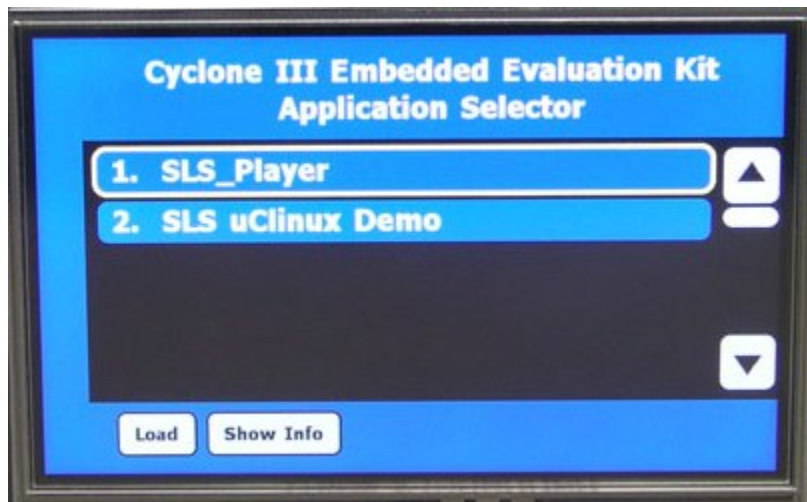 Cyclone III Embedded Evaluation Kit
Application Selector
1. SLS_Player
2. SLS uClinux Demo
Load Show Info